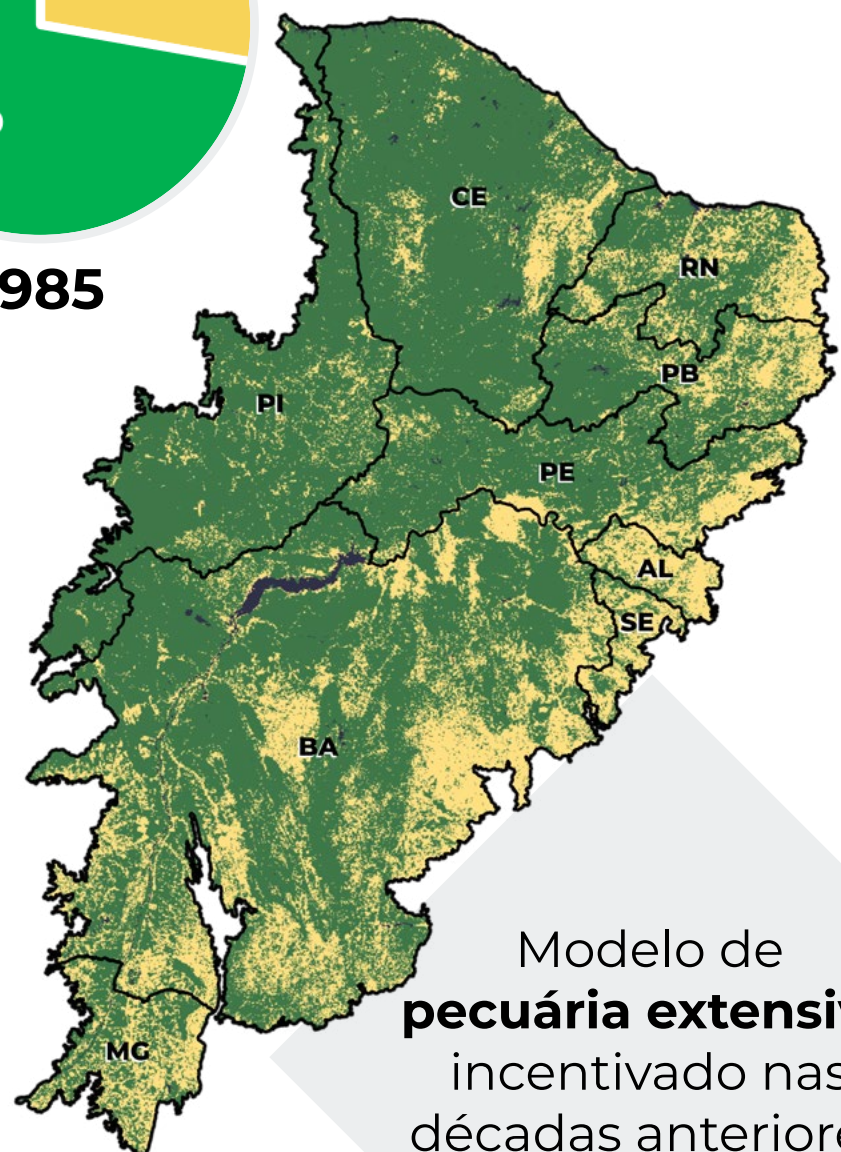 985
CE
RN
PB
PI
PE
AL
SE
BA
MG
Modelo de
pecuária extensiv
incentivado nas
décadas anteriore